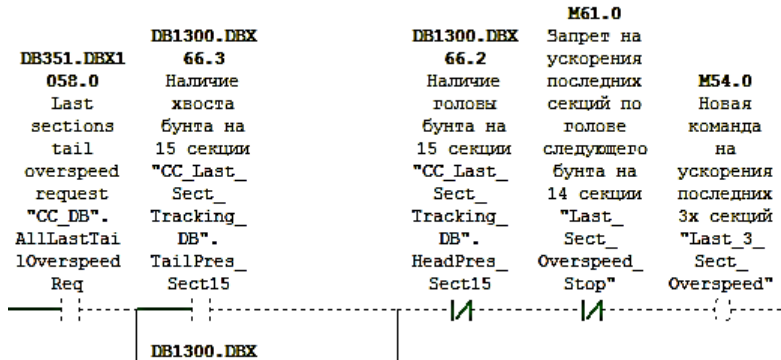 DB351.DBX1
058.0
Last
sections
tail
overspeed
request
"CC_DB".
AllLastTai
lOverspeed
Req
DB1300.DBX
66.3
Наличие
хвоста
бунта на
15 секции
"CC_Last_
Sect_
Tracking_
DB".
TailPres_
Sect15
DB1300.DBX
66.2
Наличие
головы
бунта на
15 секции
"CC_Last_
Sect_
Tracking_
DB".
HeadPres_
Sect15
M61.0
Запрет на
ускорения
последних
секций по
голове
следующего
бунта на
14 секции
"Last_
Sect_
Overspeed_
Stop"
M54.0
Новая
команда
на
ускорения
последних
3х секций
"Last_3_
Sect_
Overspeed"
DB1300.DBX